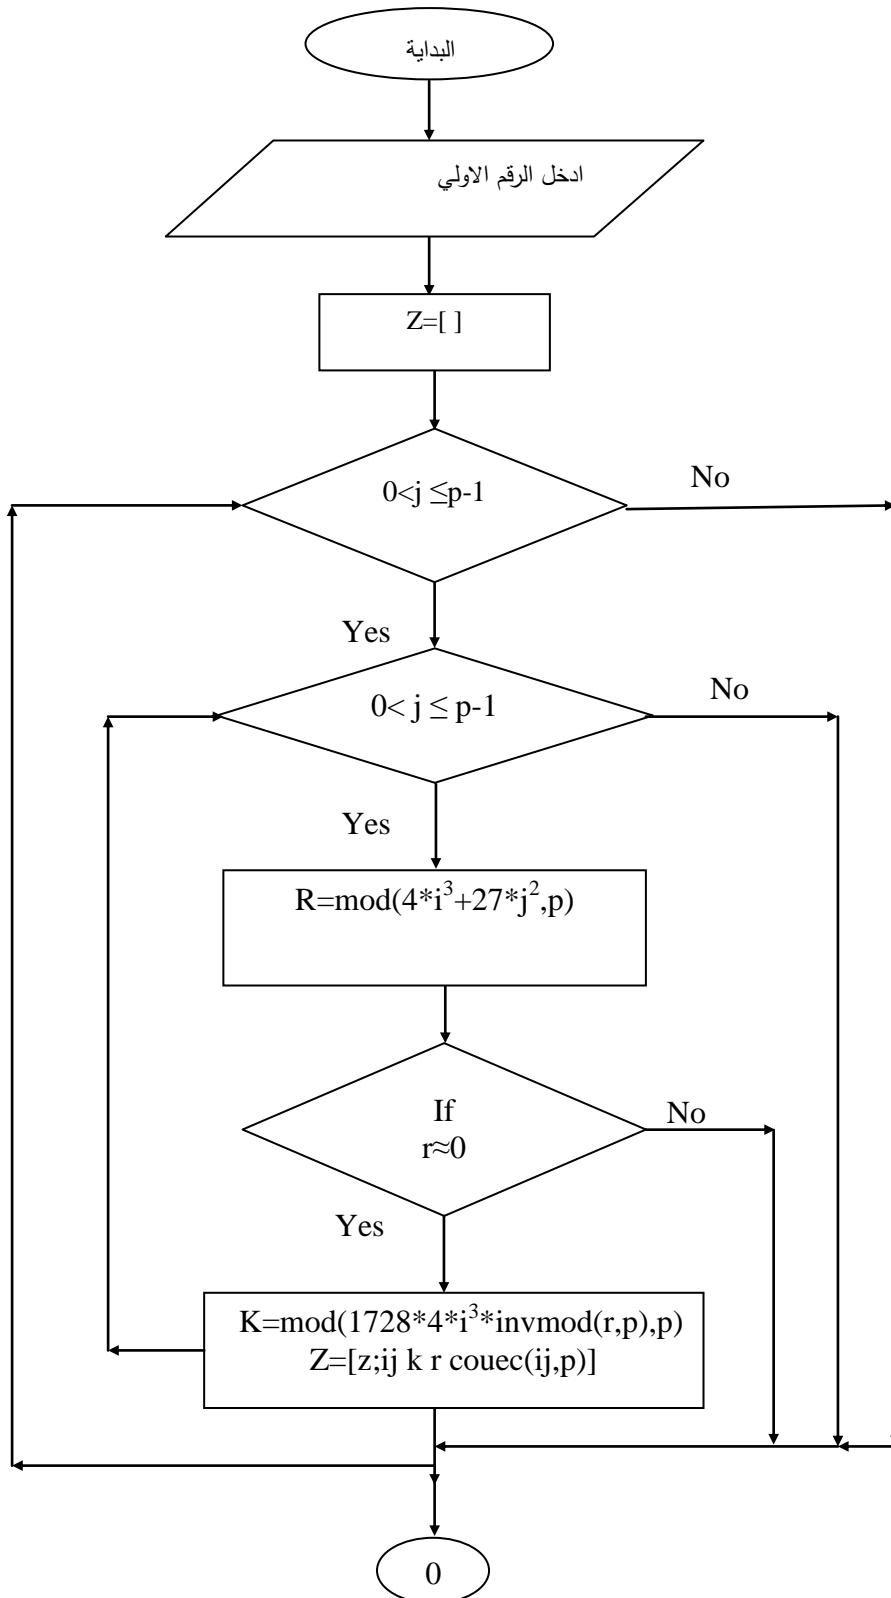 البداية
ادخل الرقم الاولي
Z=[ ]
0<j ≤p-1
No
Yes
0< j ≤ p-1
No
Yes
R=mod(4*i³+27*j²,p)
If
r≈0
No
Yes
K=mod(1728*4*i³*invmod(r,p),p)
Z=[z;ij k r couec(ij,p)]
0